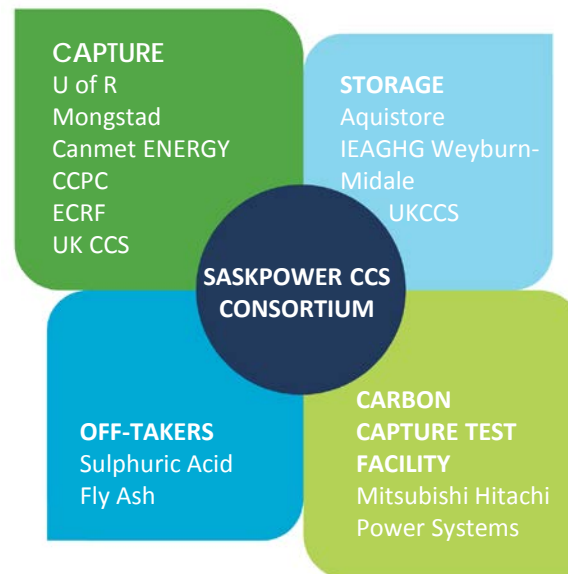 CAPTURE
U of R
Mongstad
Canmet ENERGY
CCPC
ECRF
UK CCS
STORAGE
Aquistore
IEAGHG Weyburn-
Midale
UKCCS
SASKPOWER CCS
CONSORTIUM
OFF-TAKERS
Sulphuric Acid
Fly Ash
CARBON
CAPTURE TEST
FACILITY
Mitsubishi Hitachi
Power Systems